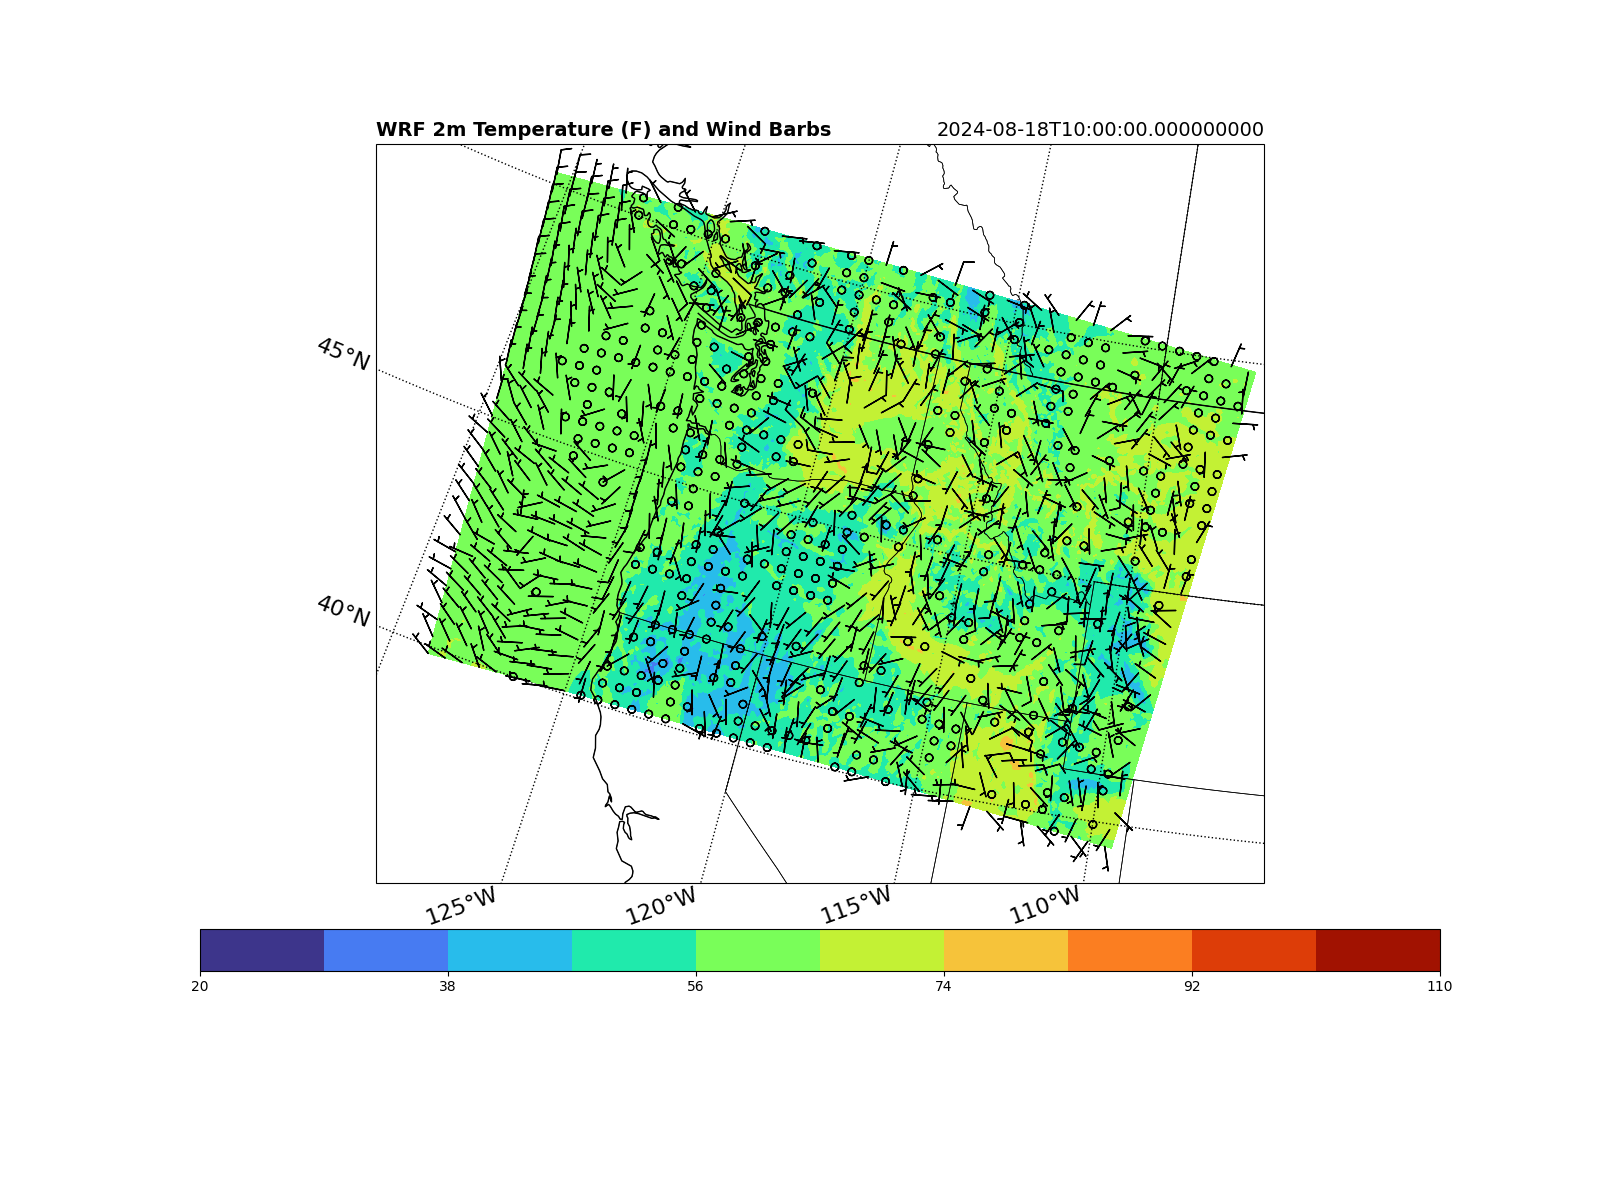 WRF 2m Temperature (F) and Wind Barbs 2024-08-18T10:00:00.000000000
45°N
40°N
125°W 120°W 115°W 110°W
20 38 56 74 92 110